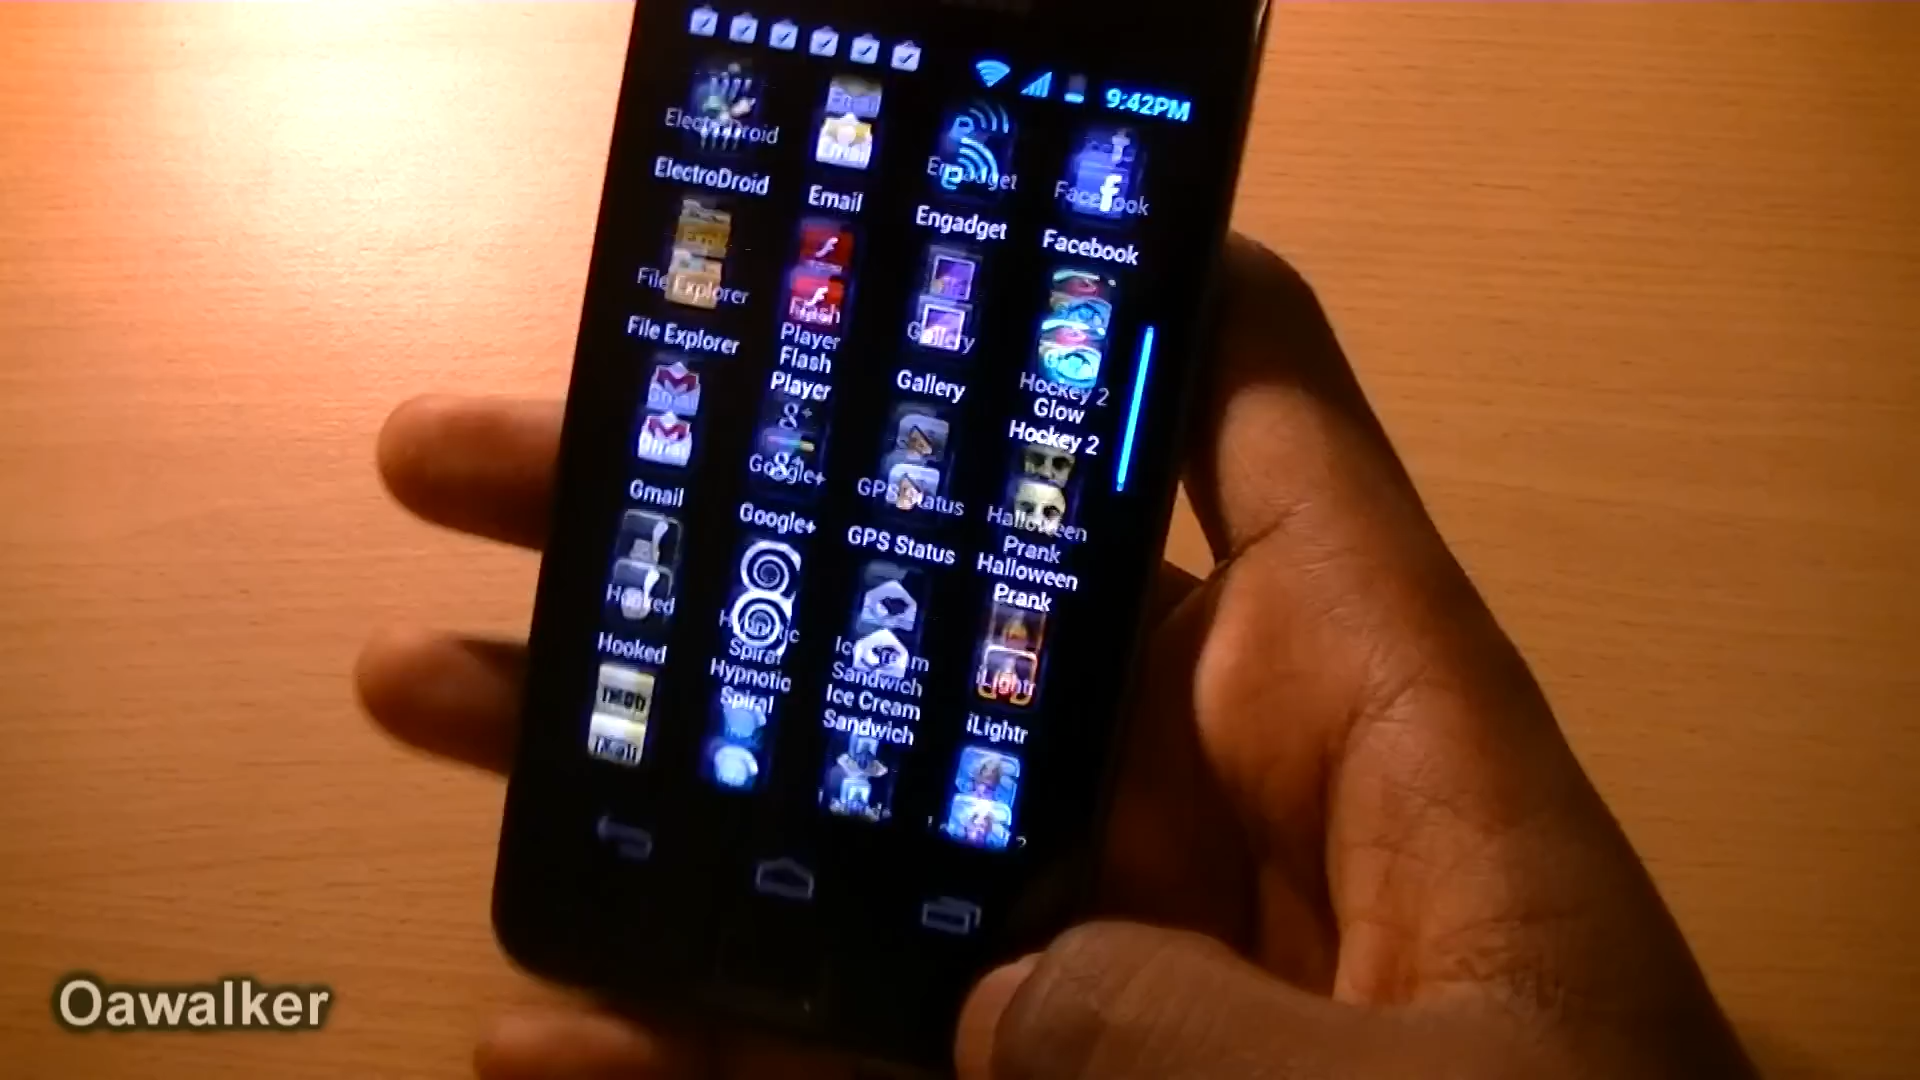 9:42PM
ElectroDroid
Email
Engadget
Facebook
File Explorer
Flash
Player
Gallery
Glow
Hockey 2
Gmail
Google+
GPS Status
Halloween
Prank
Hooked
Hypnotic
Spiral
Ice Cream
Sandwich
iLightr
Oawalker